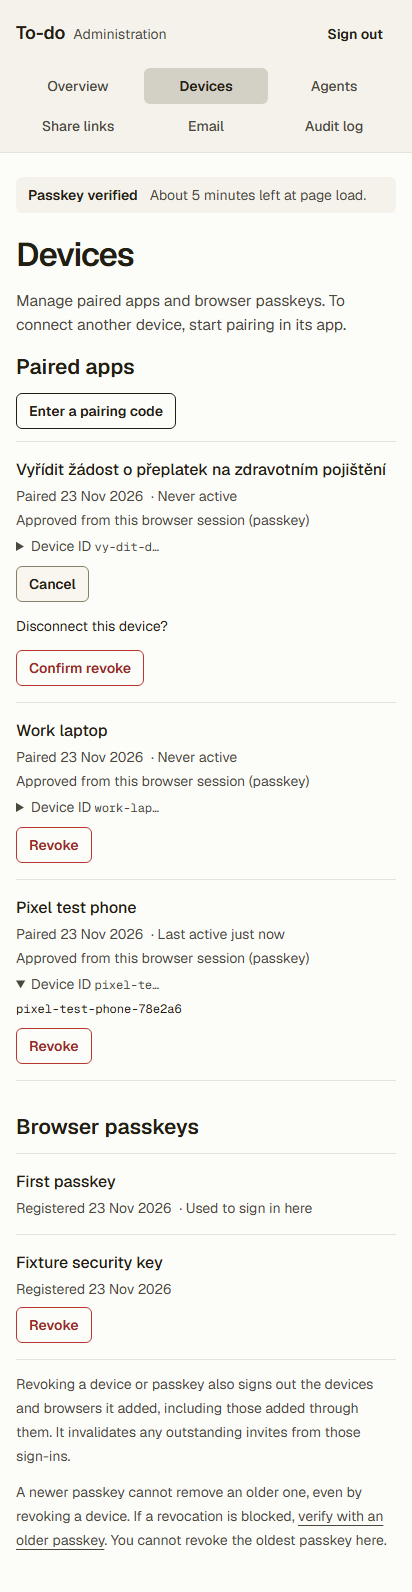 To-do Administration Sign out
Overview Devices Agents
Share links Email Audit log
Passkey verified About 5 minutes left at page load.
Devices
Manage paired apps and browser passkeys. To
connect another device, start pairing in its app.
Paired apps
Enter a pairing code
Vyřídit žádost o přeplatek na zdravotním pojištění
Paired 23 Nov 2026 · Never active
Approved from this browser session (passkey)
Device ID vy-dit-d…
Cancel
Disconnect this device?
Confirm revoke
Work laptop
Paired 23 Nov 2026 · Never active
Approved from this browser session (passkey)
Device ID work-lap…
Revoke
Pixel test phone
Paired 23 Nov 2026 · Last active just now
Approved from this browser session (passkey)
Device ID pixel-te…
pixel-test-phone-78e2a6
Revoke
Browser passkeys
First passkey
Registered 23 Nov 2026 · Used to sign in here
Fixture security key
Registered 23 Nov 2026
Revoke
Revoking a device or passkey also signs out the devices
and browsers it added, including those added through
them. It invalidates any outstanding invites from those
sign-ins.
A newer passkey cannot remove an older one, even by
revoking a device. If a revocation is blocked, verify with an
older passkey. You cannot revoke the oldest passkey here.